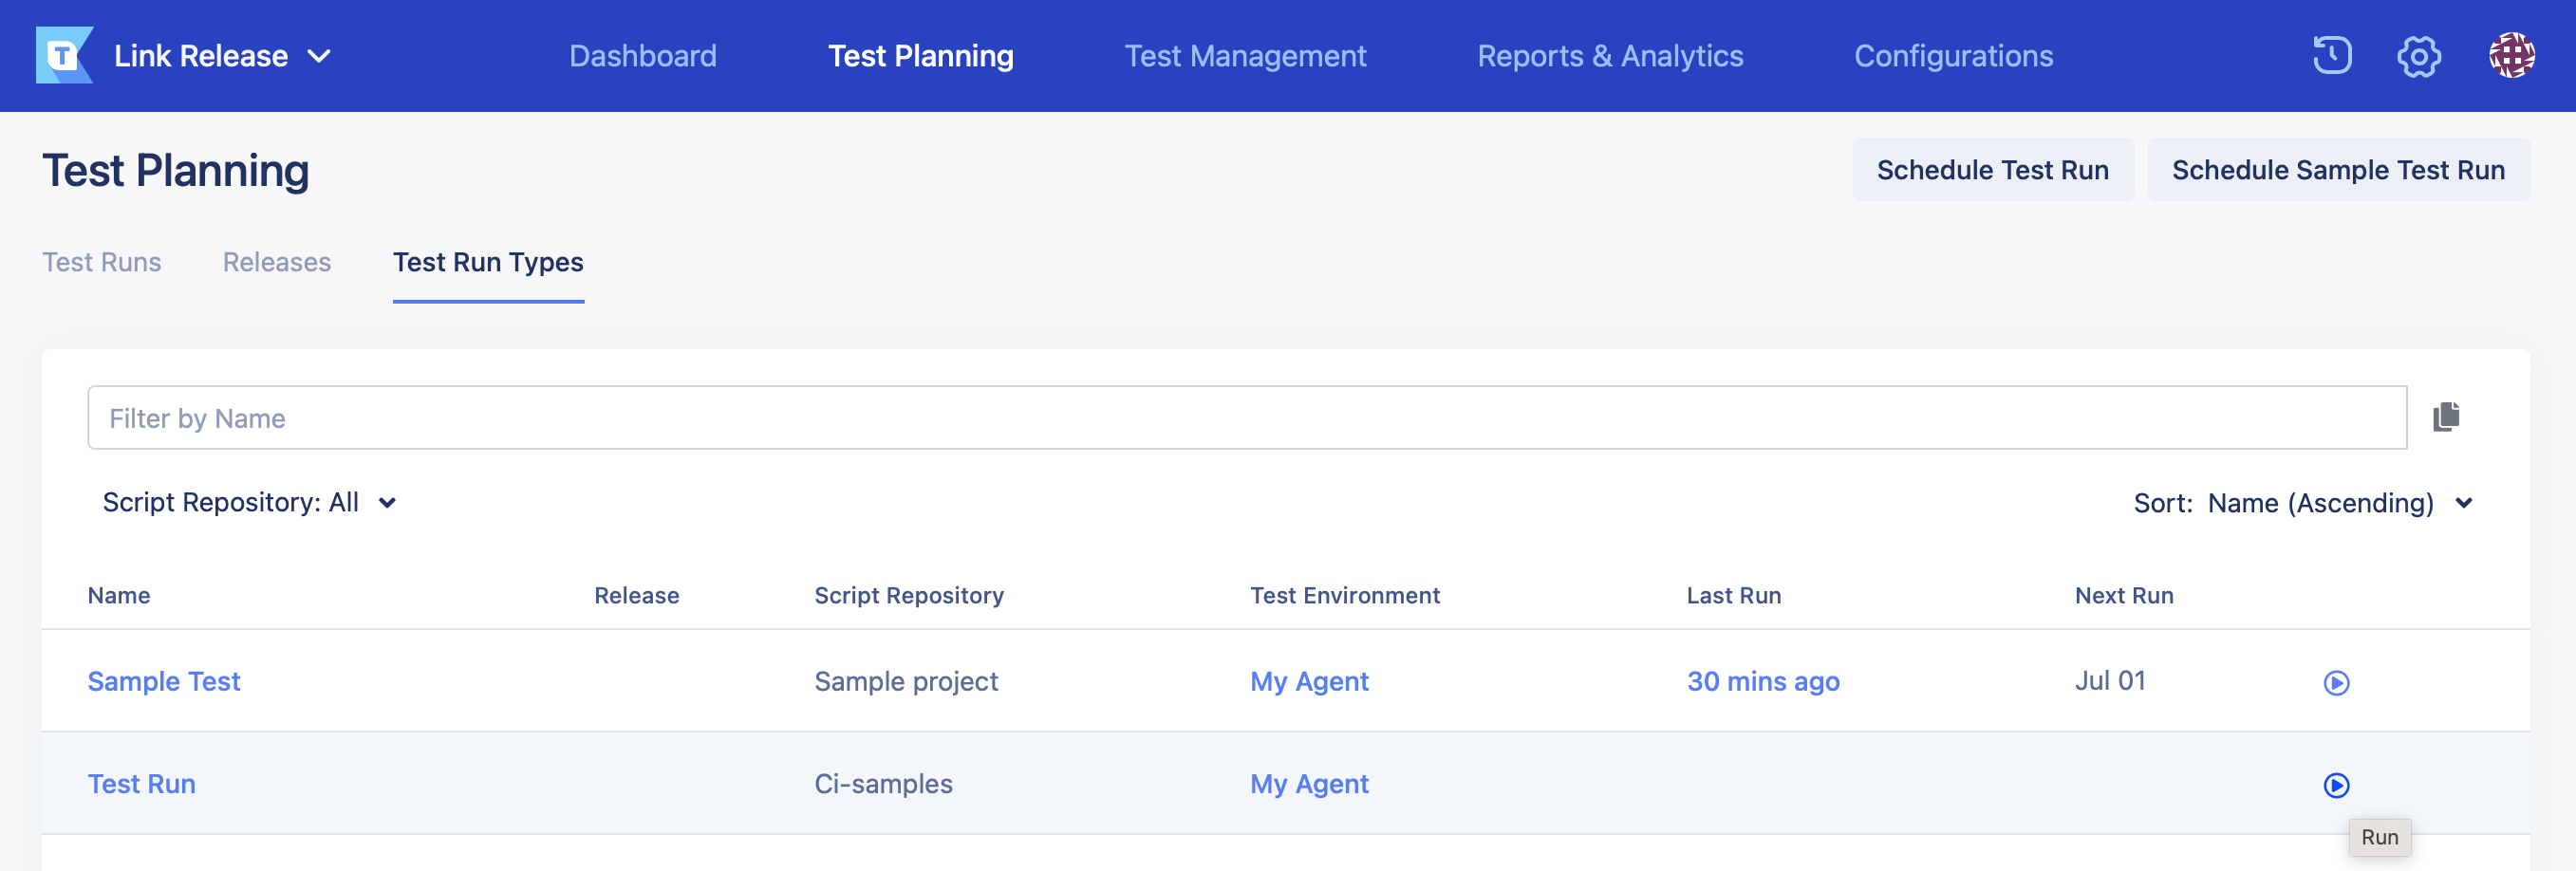 T Link Release Dashboard Test Planning Test Management Reports & Analytics Configurations
Test Planning Schedule Test Run Schedule Sample Test Run
Test Runs Releases Test Run Types
Filter by Name
Script Repository: All Sort: Name (Ascending)
Name Release Script Repository Test Environment Last Run Next Run
Sample Test Sample project My Agent 30 mins ago Jul 01
Test Run Ci-samples My Agent
Run